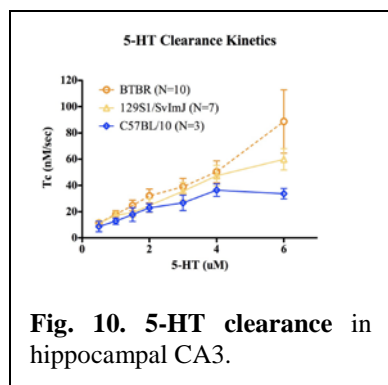 5-HT Clearance Kinetics
120
100
80
60
40
20
0
Tc (nM/sec)
BTBR (N=10)
129S1/SvImJ (N=7)
C57BL/10 (N=3)
0 2 4 6
5-HT (uM)
Fig. 10. 5-HT clearance in
hippocampal CA3.